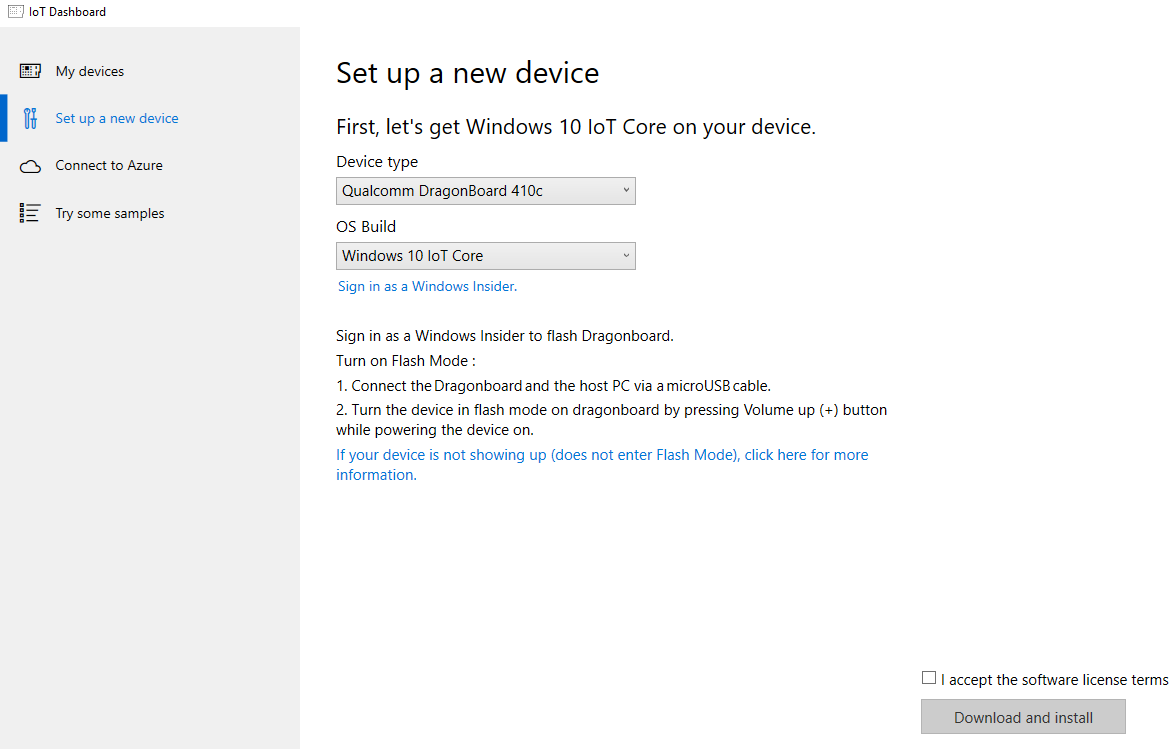 IoT Dashboard
My devices
Set up a new device
Connect to Azure
Try some samples
Set up a new device
First, let's get Windows 10 IoT Core on your device.
Device type
Qualcomm DragonBoard 410c
OS Build
Windows 10 IoT Core
Sign in as a Windows Insider.
Sign in as a Windows Insider to flash Dragonboard.
Turn on Flash Mode :
1. Connect the Dragonboard and the host PC via a microUSB cable.
2. Turn the device in flash mode on dragonboard by pressing Volume up (+) button
while powering the device on.
If your device is not showing up (does not enter Flash Mode), click here for more
information.
I accept the software license terms
Download and install